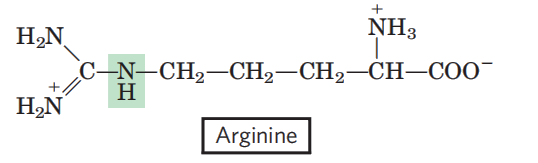 +
NH₃
H₂N
C—N—CH₂—CH₂—CH₂—CH—COO⁻
H
+
H₂N
Arginine